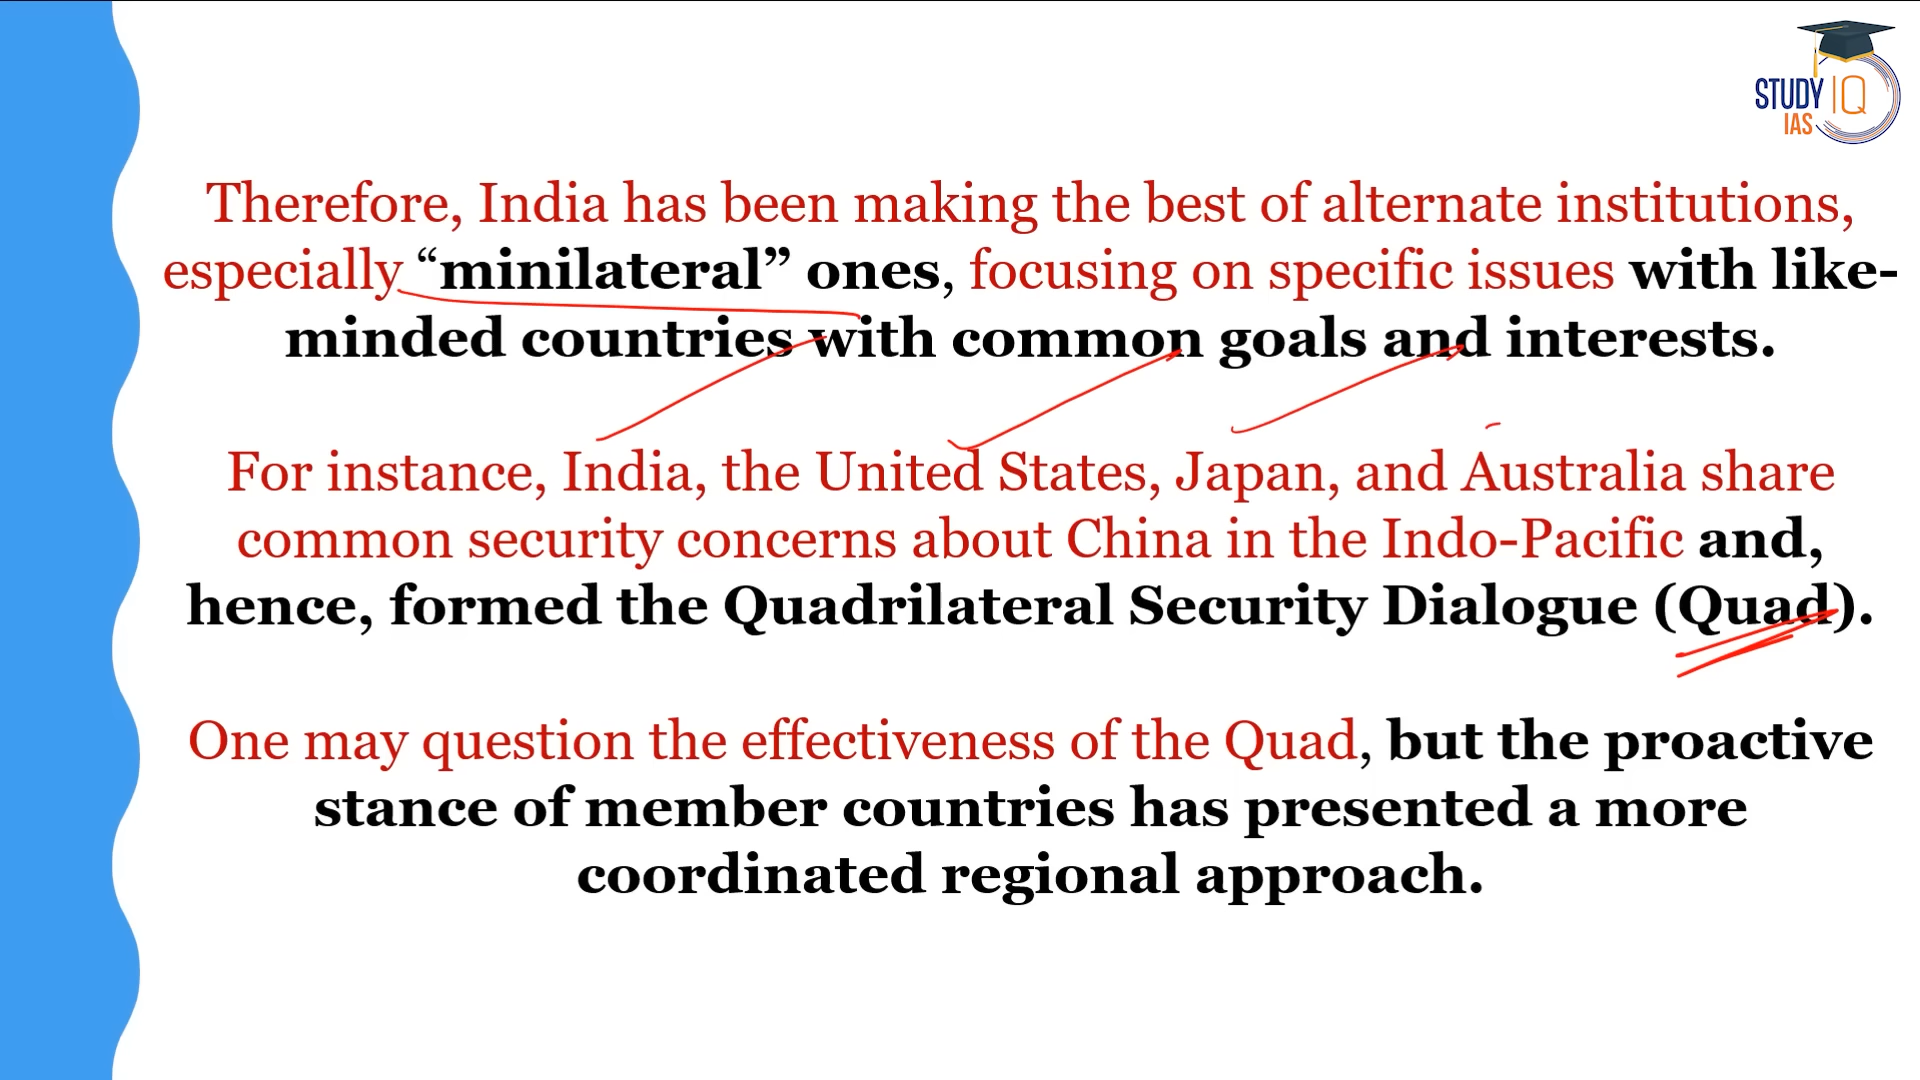 STUDY IQ
IAS
Therefore, India has been making the best of alternate institutions,
especially “minilateral” ones, focusing on specific issues with like-
minded countries with common goals and interests.
For instance, India, the United States, Japan, and Australia share
common security concerns about China in the Indo-Pacific and,
hence, formed the Quadrilateral Security Dialogue (Quad).
One may question the effectiveness of the Quad, but the proactive
stance of member countries has presented a more
coordinated regional approach.